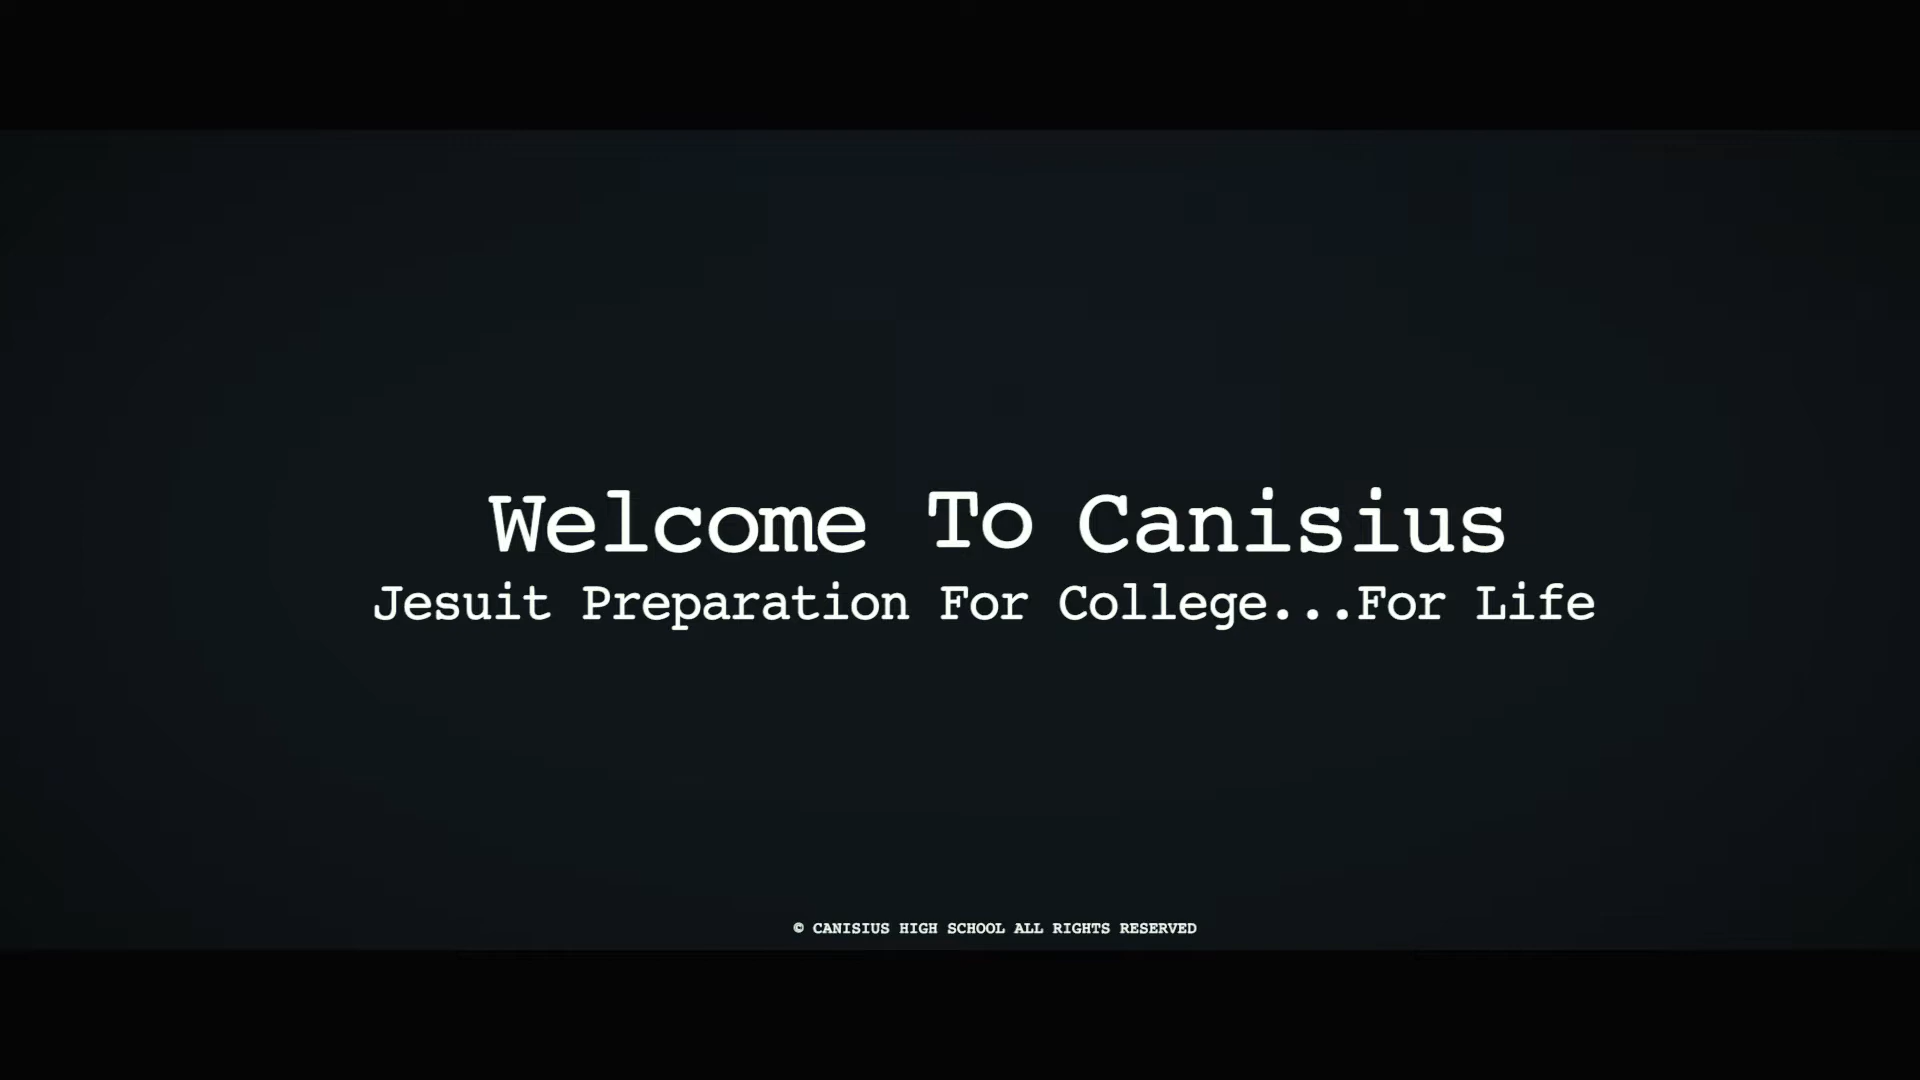 Welcome To Canisius
Jesuit Preparation For College...For Life
© CANISIUS HIGH SCHOOL ALL RIGHTS RESERVED